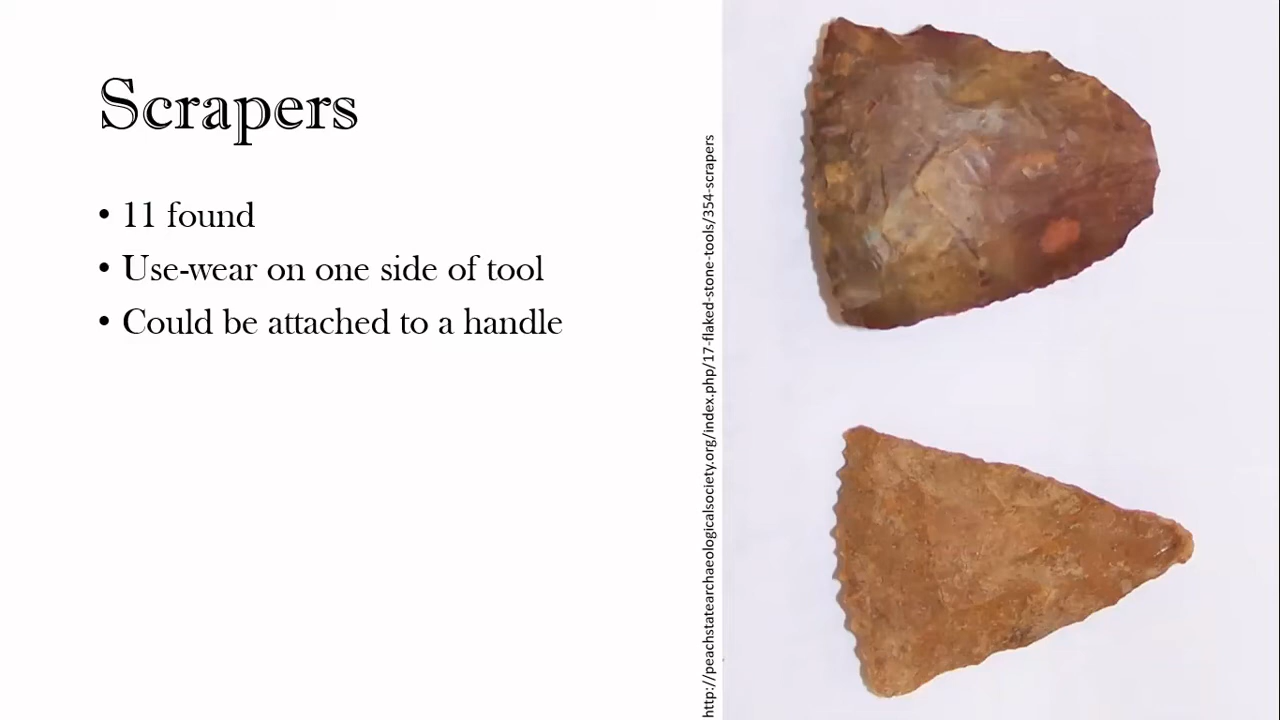 Scrapers
• 11 found
• Use-wear on one side of tool
• Could be attached to a handle
http://peachstatearchaeologicalsociety.org/index.php/17-flaked-stone-tools/354-scrapers